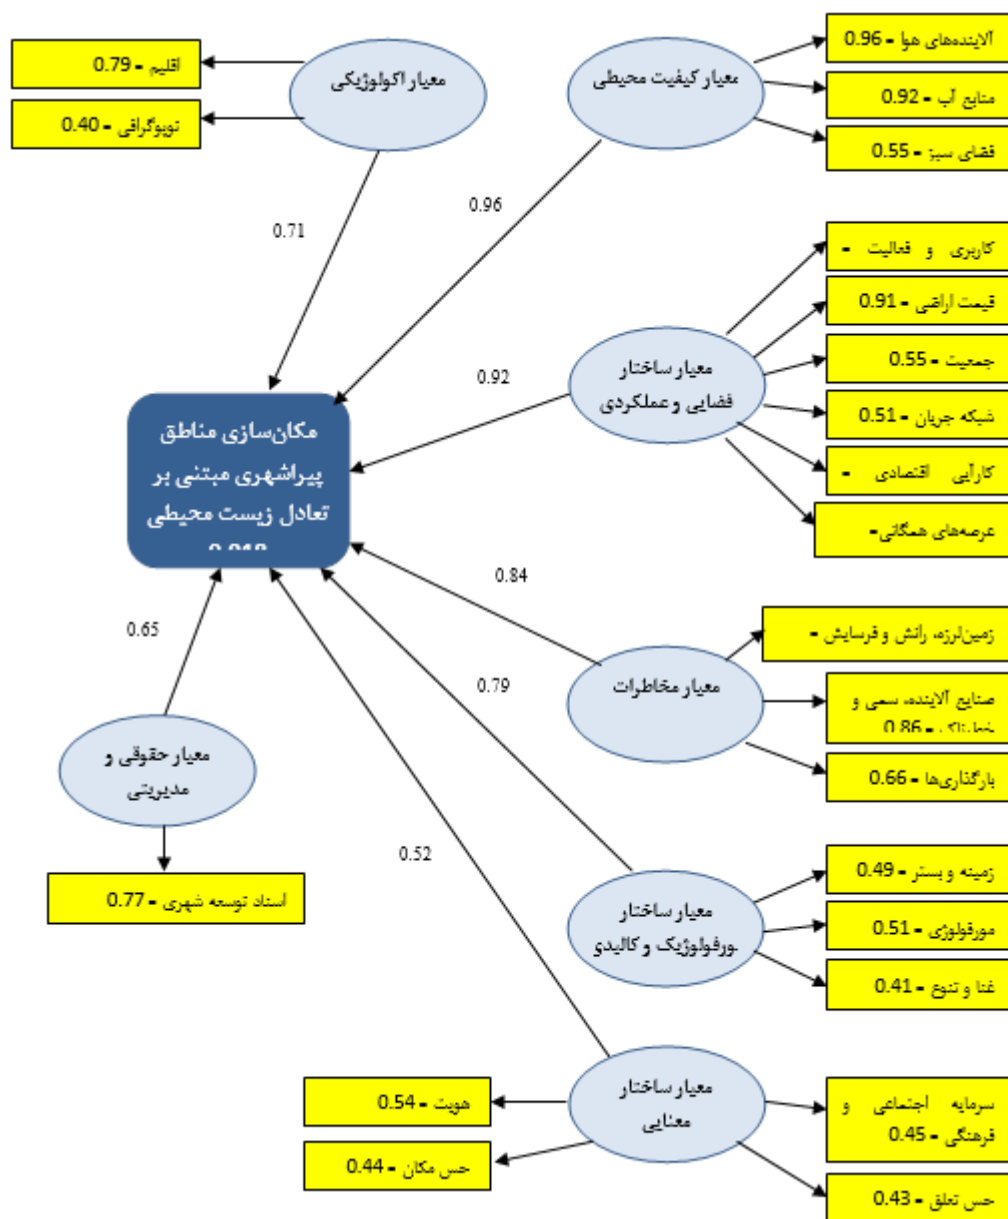 معیار اکولوژیکی
اقلیم - 0.79
توپوگرافی - 0.40
0.71
معیار کیفیت محیطی
آلاینده‌های هوا - 0.96
منابع آب - 0.92
فضای سبز - 0.55
0.96
معیار ساختار
فضایی و عملکردی
کاربری و فعالیت -
قیمت اراضی - 0.91
جمعیت - 0.55
شبکه جریان - 0.51
کارآیی اقتصادی -
عرصه‌های همگانی-
0.92
مکان‌سازی مناطق
پیراشهری مبتنی بر
تعادل زیست محیطی
معیار مخاطرات
زمین‌لرزه، رانش و فرسایش -
صنایع آلاینده، سمی و
- 0.86
بارگذاری‌ها - 0.66
0.84
معیار حقوقی و
مدیریتی
اسناد توسعه شهری - 0.77
0.65
معیار ساختار
ورفولوژیک و کالبدی
زمینه و بستر - 0.49
مورفولوژی - 0.51
غنا و تنوع - 0.41
0.79
معیار ساختار
معنایی
هویت - 0.54
حس مکان - 0.44
سرمایه اجتماعی و
فرهنگی - 0.45
حس تعلق - 0.43
0.52